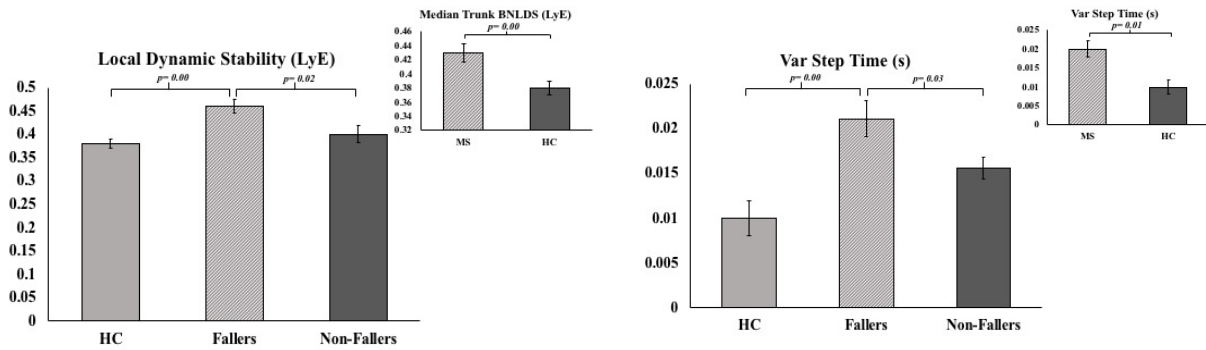 Local Dynamic Stability (LyE)
p= 0.00
p= 0.02
0.5
0.45
0.4
0.35
0.3
0.25
0.2
0.15
0.1
0.05
0
HC
Fallers
Non-Fallers
Median Trunk BNLDS (LyE)
p= 0.00
0.46
0.44
0.42
0.4
0.38
0.36
0.34
0.32
MS
HC
Var Step Time (s)
p= 0.00
p= 0.03
0.025
0.02
0.015
0.01
0.005
0
HC
Fallers
Non-Fallers
Var Step Time (s)
p= 0.01
0.025
0.02
0.015
0.01
0.005
0
MS
HC